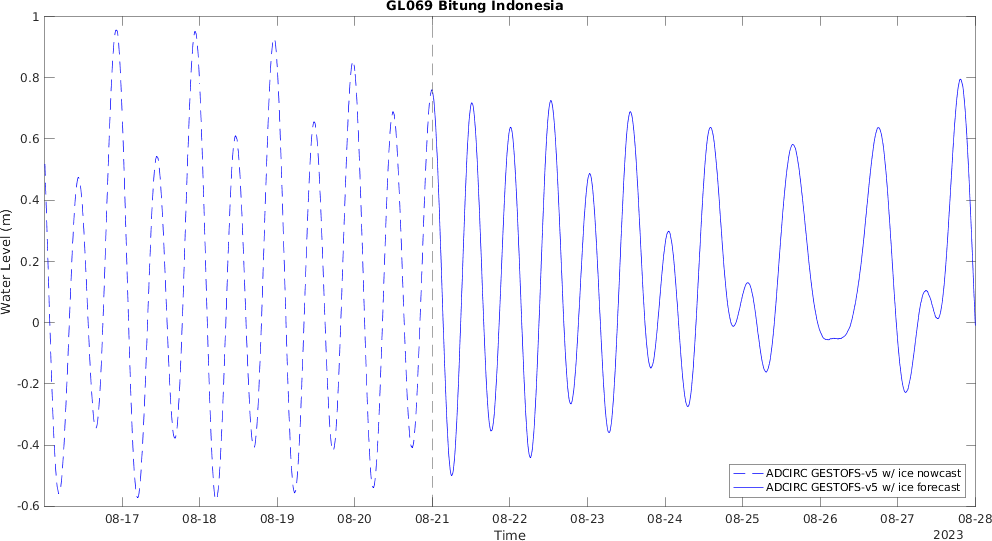 GL069 Bitung Indonesia
1
0.8
0.6
0.4
0.2
0
-0.2
-0.4
-0.6
Water Level (m)
08-17 08-18 08-19 08-20 08-21 08-22 08-23 08-24 08-25 08-26 08-27 08-28
Time
2023
ADCIRC GESTOFS-v5 w/ ice nowcast
ADCIRC GESTOFS-v5 w/ ice forecast